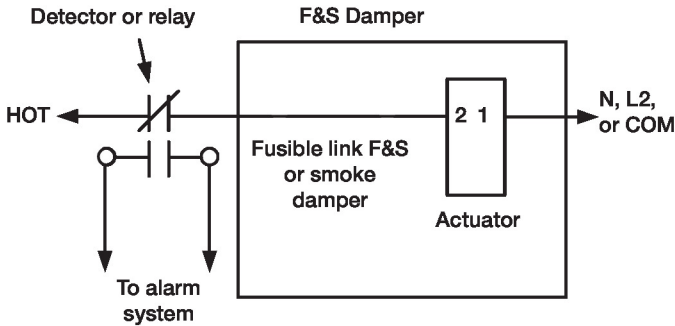 Detector or relay
F&S Damper
HOT
2 1
N, L2,
or COM
Fusible link F&S
or smoke
damper
Actuator
To alarm
system